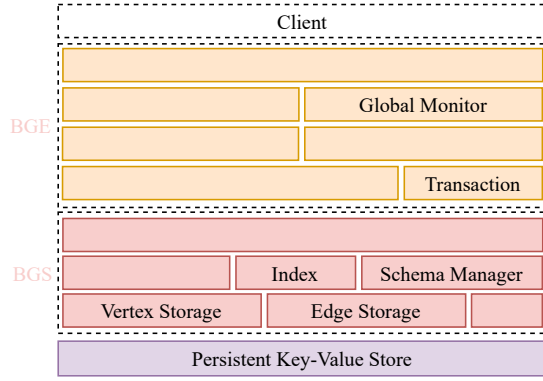 Client
BGE
Global Monitor
Transaction
BGS
Index
Schema Manager
Vertex Storage
Edge Storage
Persistent Key-Value Store